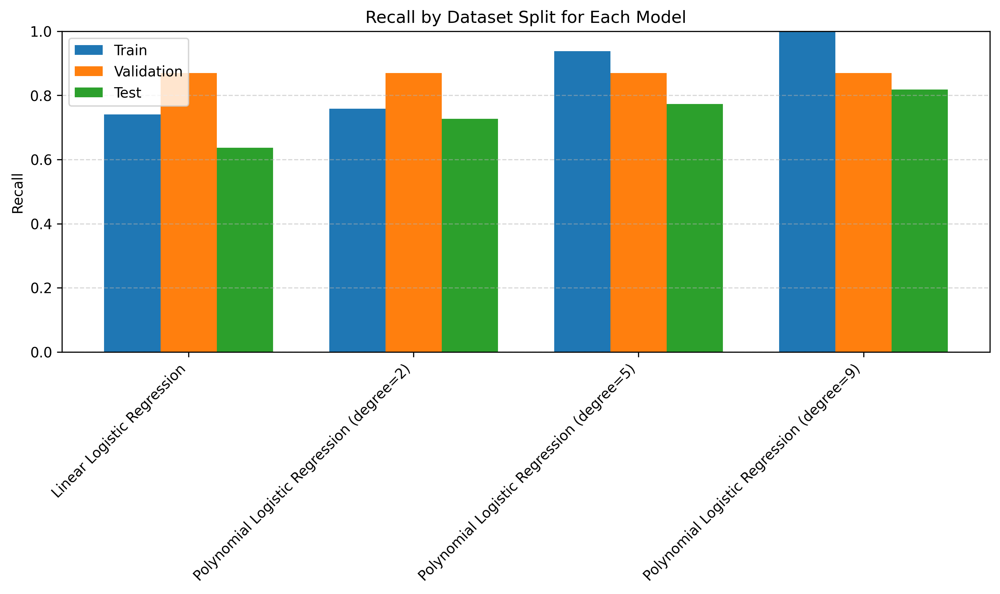 Recall by Dataset Split for Each Model
1.0
0.8
0.6
0.4
0.2
0.0
Recall
Train
Validation
Test
Linear Logistic Regression
Polynomial Logistic Regression (degree=2)
Polynomial Logistic Regression (degree=5)
Polynomial Logistic Regression (degree=9)